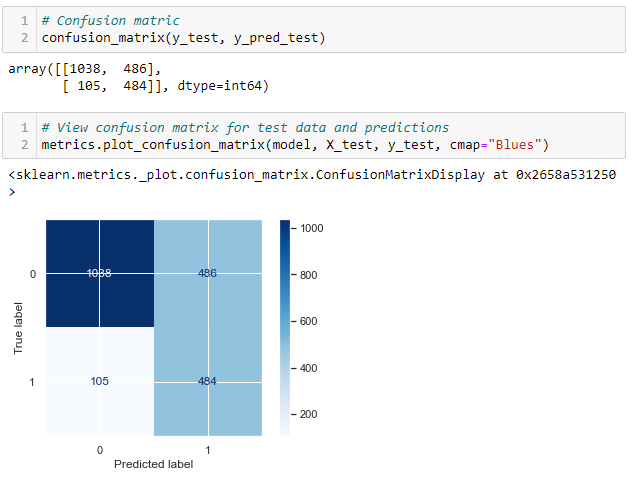 1 # Confusion matric
2 confusion_matrix(y_test, y_pred_test)
array([[1038,  486],
       [ 105,  484]], dtype=int64)
1 # View confusion matrix for test data and predictions
2 metrics.plot_confusion_matrix(model, X_test, y_test, cmap="Blues")
<sklearn.metrics._plot.confusion_matrix.ConfusionMatrixDisplay at 0x2658a531250
>
1000
0 1038 486
800
600
True label
400
1 105 484
200
0 1
Predicted label